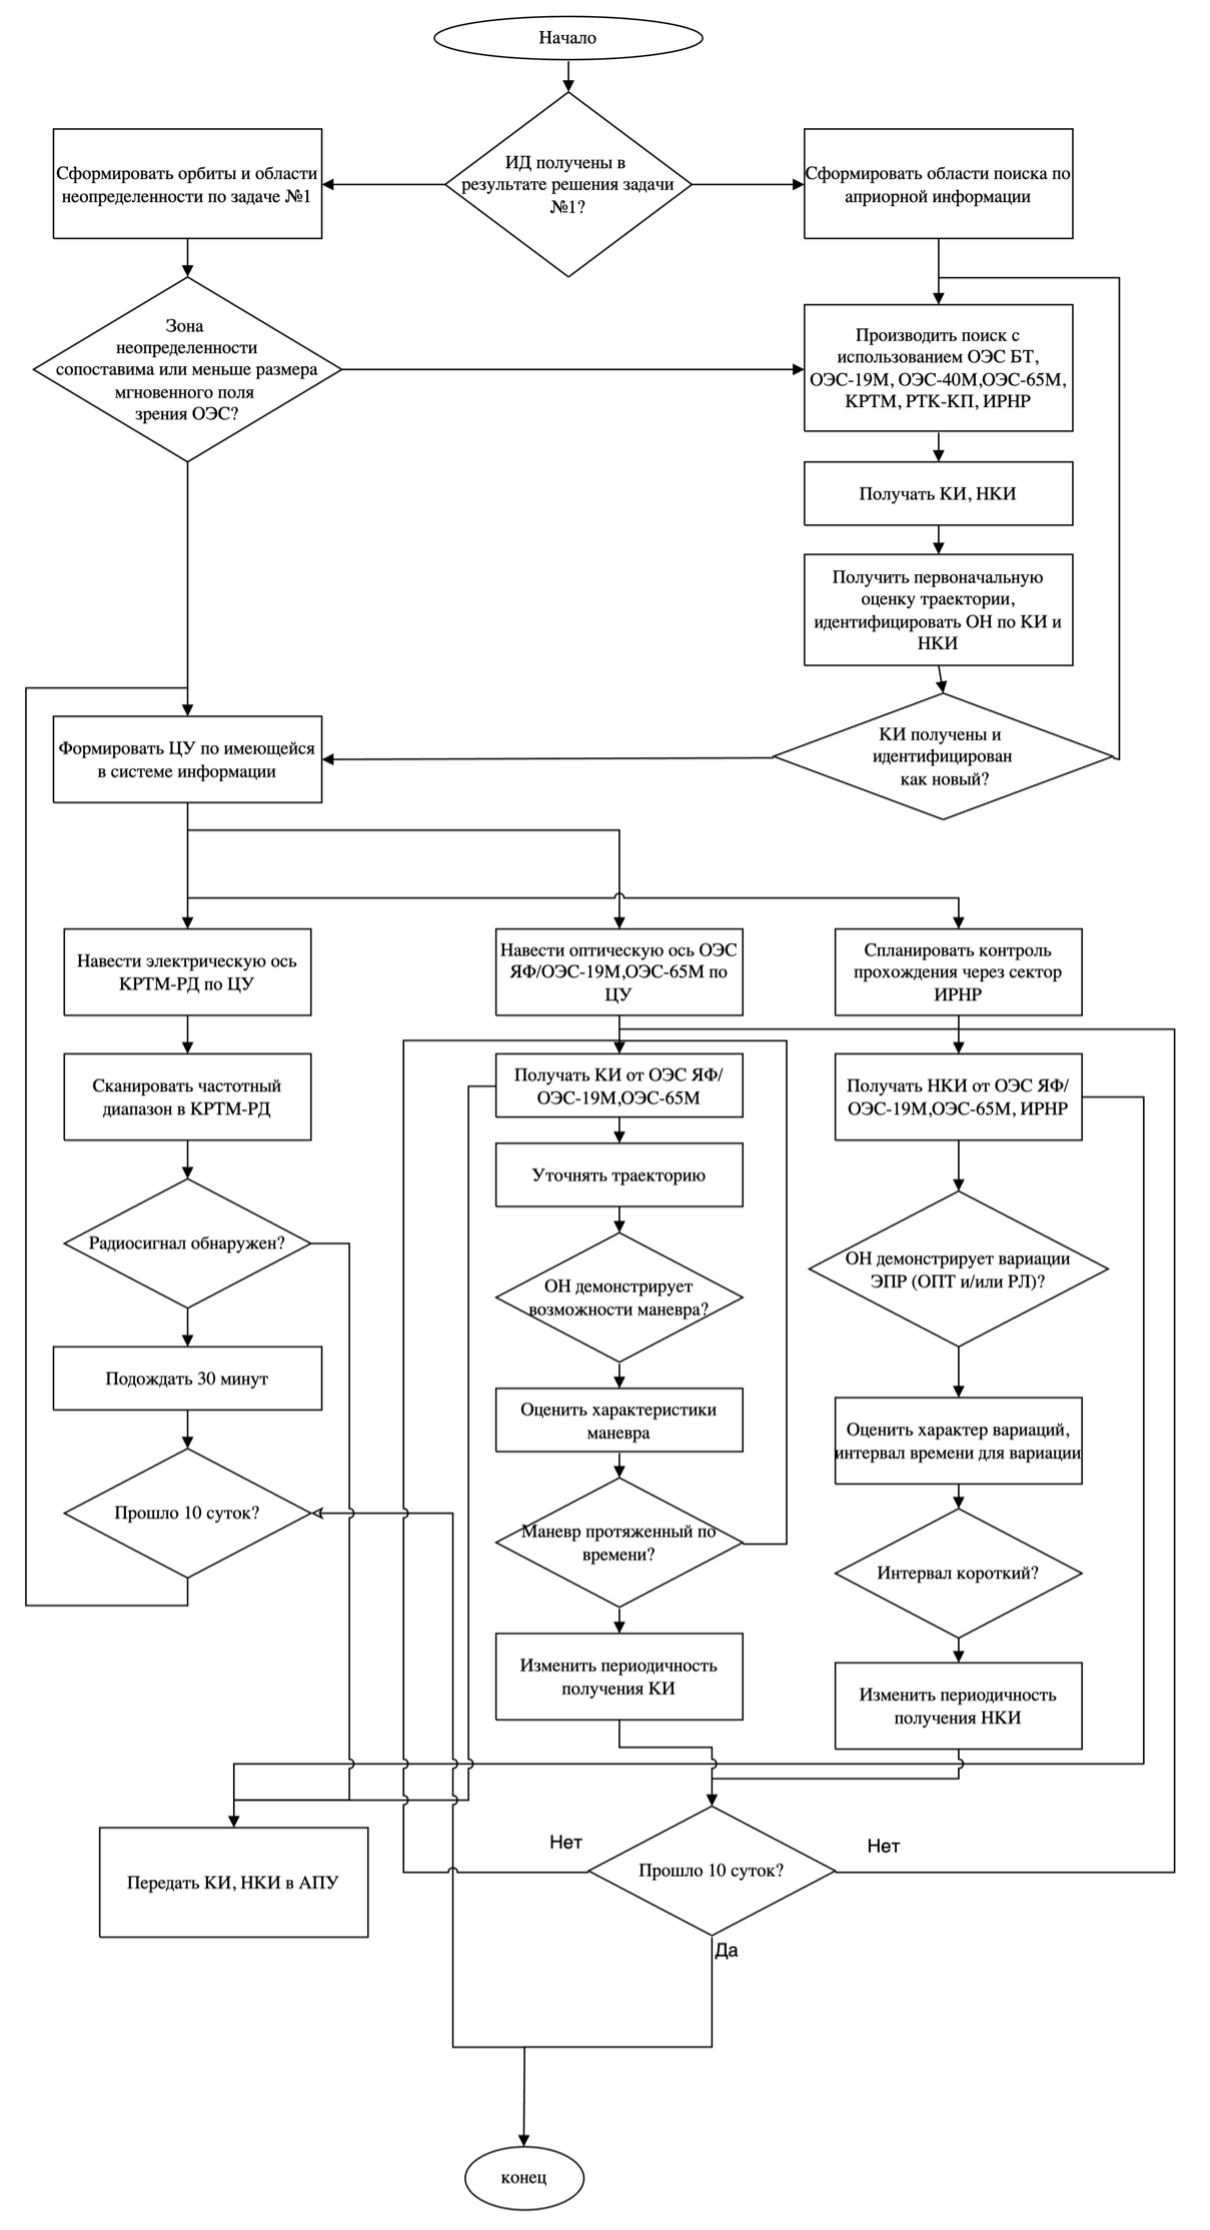 Начало
ИД получены в
результате решения задачи
№1?
Сформировать орбиты и области
неопределенности по задаче №1
Сформировать области поиска по
априорной информации
Зона
неопределенности
сопоставима или меньше размера
мгновенного поля
зрения ОЭС?
Производить поиск с
использованием ОЭС БТ,
ОЭС-19М, ОЭС-40М,ОЭС-65М,
КРТМ, РТК-КП, ИРНР
Получать КИ, НКИ
Получить первоначальную
оценку траектории,
идентифицировать ОН по КИ и
НКИ
КИ получены и
идентифицирован
как новый?
Формировать ЦУ по имеющейся
в системе информации
Навести электрическую ось
КРТМ-РД по ЦУ
Навести оптическую ось ОЭС
ЯФ/ОЭС-19М,ОЭС-65М по
ЦУ
Спланировать контроль
прохождения через сектор
ИРНР
Сканировать частотный
диапазон в КРТМ-РД
Получать КИ от ОЭС ЯФ/
ОЭС-19М,ОЭС-65М
Получать НКИ от ОЭС ЯФ/
ОЭС-19М,ОЭС-65М, ИРНР
Уточнять траекторию
Радиосигнал обнаружен?
ОН демонстрирует
возможности маневра?
ОН демонстрирует вариации
ЭПР (ОПТ и/или РЛ)?
Подождать 30 минут
Оценить характеристики
маневра
Оценить характер вариаций,
интервал времени для вариации
Прошло 10 суток?
Маневр протяженный по
времени?
Интервал короткий?
Изменить периодичность
получения КИ
Изменить периодичность
получения НКИ
Передать КИ, НКИ в АПУ
Нет
Прошло 10 суток?
Нет
Да
конец